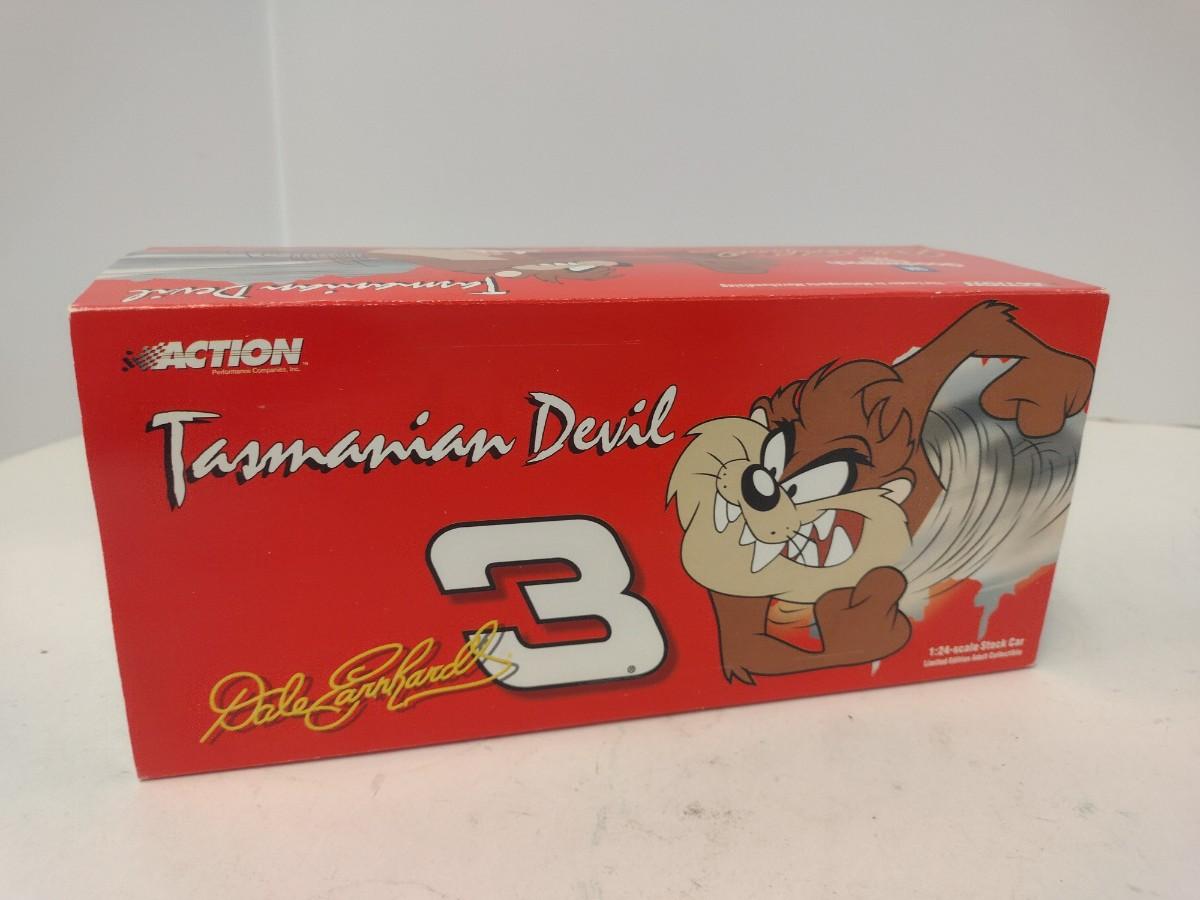 Tasmanian Devil
ACTION
Performance Companies, Inc.
Tasmanian Devil
3
®
Dale Earnhardt
1:24-scale Stock Car
Limited Edition Adult Collectible